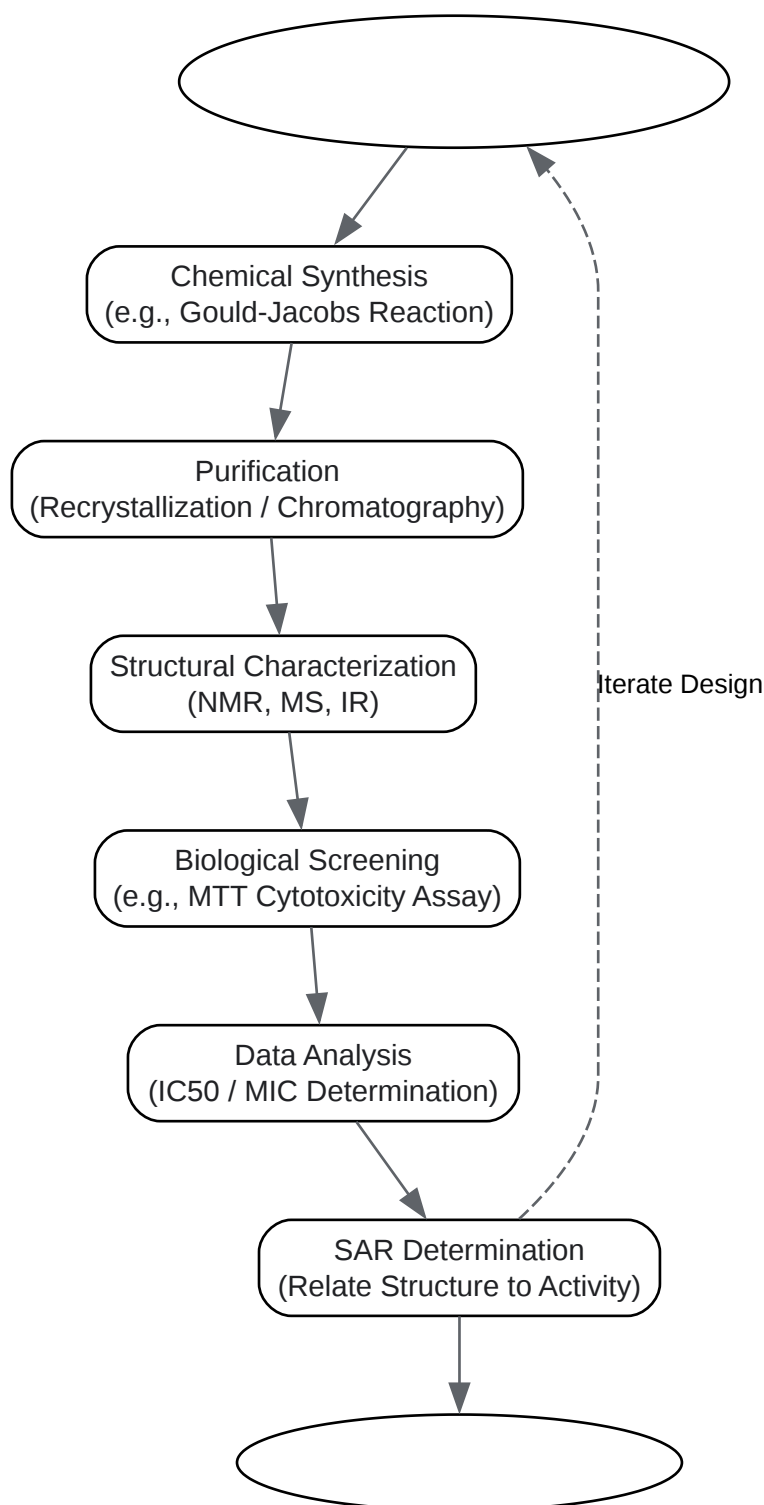 Chemical Synthesis
(e.g., Gould-Jacobs Reaction)
Purification
(Recrystallization / Chromatography)
Structural Characterization
(NMR, MS, IR)
Iterate Design
Biological Screening
(e.g., MTT Cytotoxicity Assay)
Data Analysis
(IC50 / MIC Determination)
SAR Determination
(Relate Structure to Activity)